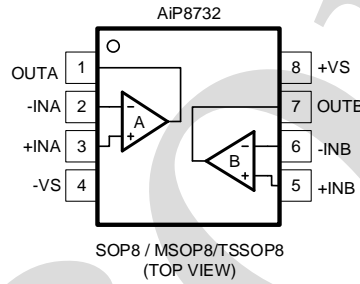 AiP8732
OUTA 1
8 +VS
-INA 2
- A +
7 OUTB
+INA 3
- B +
6 -INB
-VS 4
5 +INB
SOP8 / MSOP8/TSSOP8
(TOP VIEW)